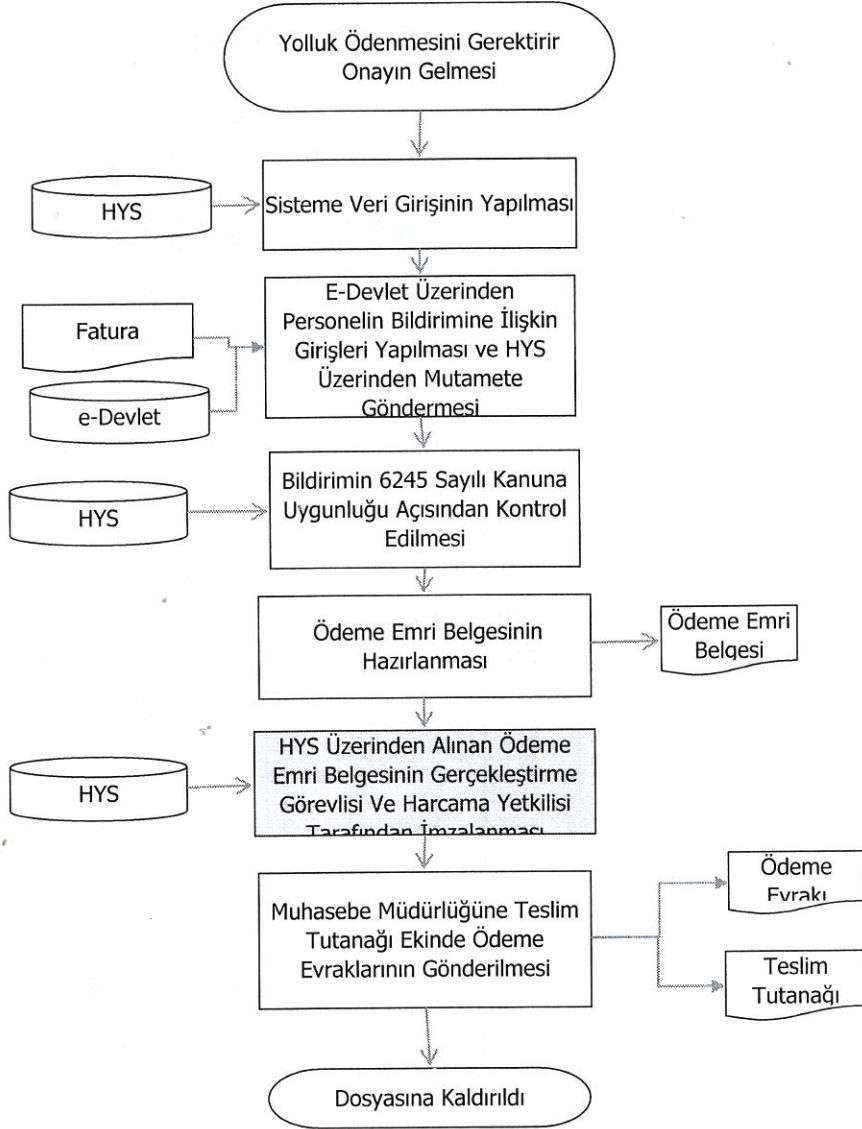 Yolluk Ödenmesini Gerektirir
Onayın Gelmesi
HYS
Sisteme Veri Girişinin Yapılması
Fatura
e-Devlet
E-Devlet Üzerinden
Personelin Bildirimine İlişkin
Girişleri Yapılması ve HYS
Üzerinden Mutamete
Göndermesi
HYS
Bildirimin 6245 Sayılı Kanuna
Uygunluğu Açısından Kontrol
Edilmesi
Ödeme Emri Belgesinin
Hazırlanması
Ödeme Emri
Belgesi
HYS
HYS Üzerinden Alınan Ödeme
Emri Belgesinin Gerçekleştirme
Görevlisi Ve Harcama Yetkilisi
Tarafından İmzalanması
Muhasebe Müdürlüğüne Teslim
Tutanağı Ekinde Ödeme
Evraklarının Gönderilmesi
Ödeme
Evrakı
Teslim
Tutanağı
Dosyasına Kaldırıldı